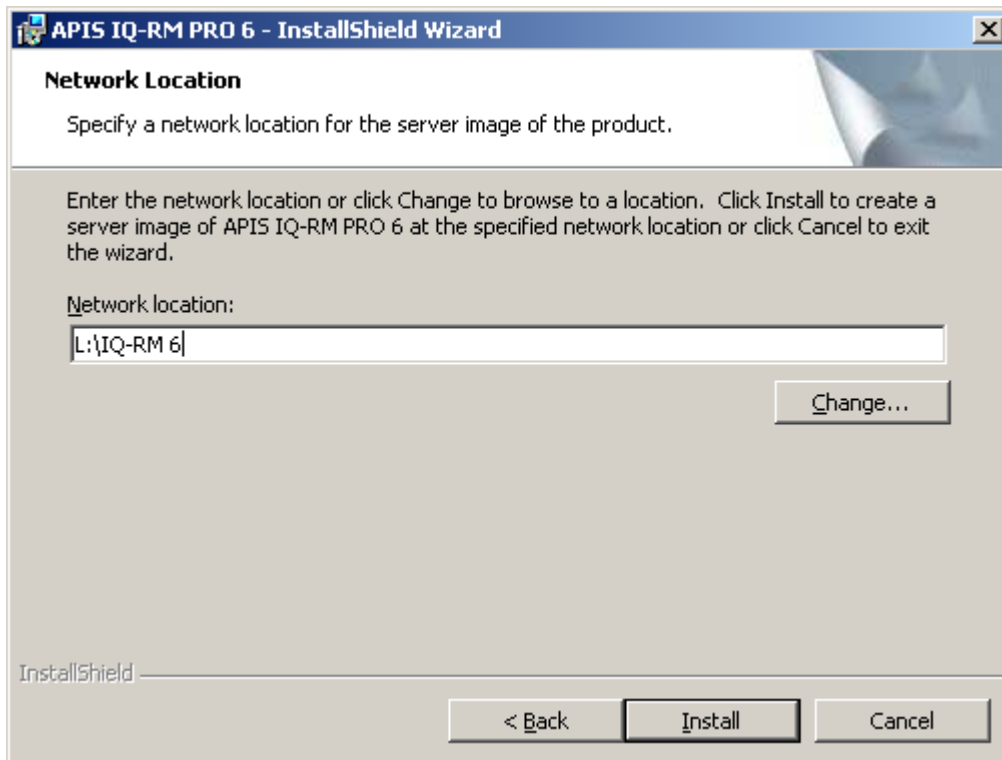 APIS IQ-RM PRO 6 - InstallShield Wizard
Network Location
Specify a network location for the server image of the product.
Enter the network location or click Change to browse to a location.  Click Install to create a
server image of APIS IQ-RM PRO 6 at the specified network location or click Cancel to exit
the wizard.
Network location:
L:\IQ-RM 6
Change...
InstallShield
< Back
Install
Cancel